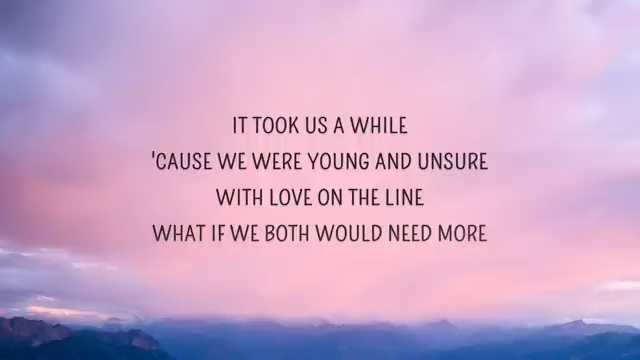 IT TOOK US A WHILE
'CAUSE WE WERE YOUNG AND UNSURE
WITH LOVE ON THE LINE
WHAT IF WE BOTH WOULD NEED MORE